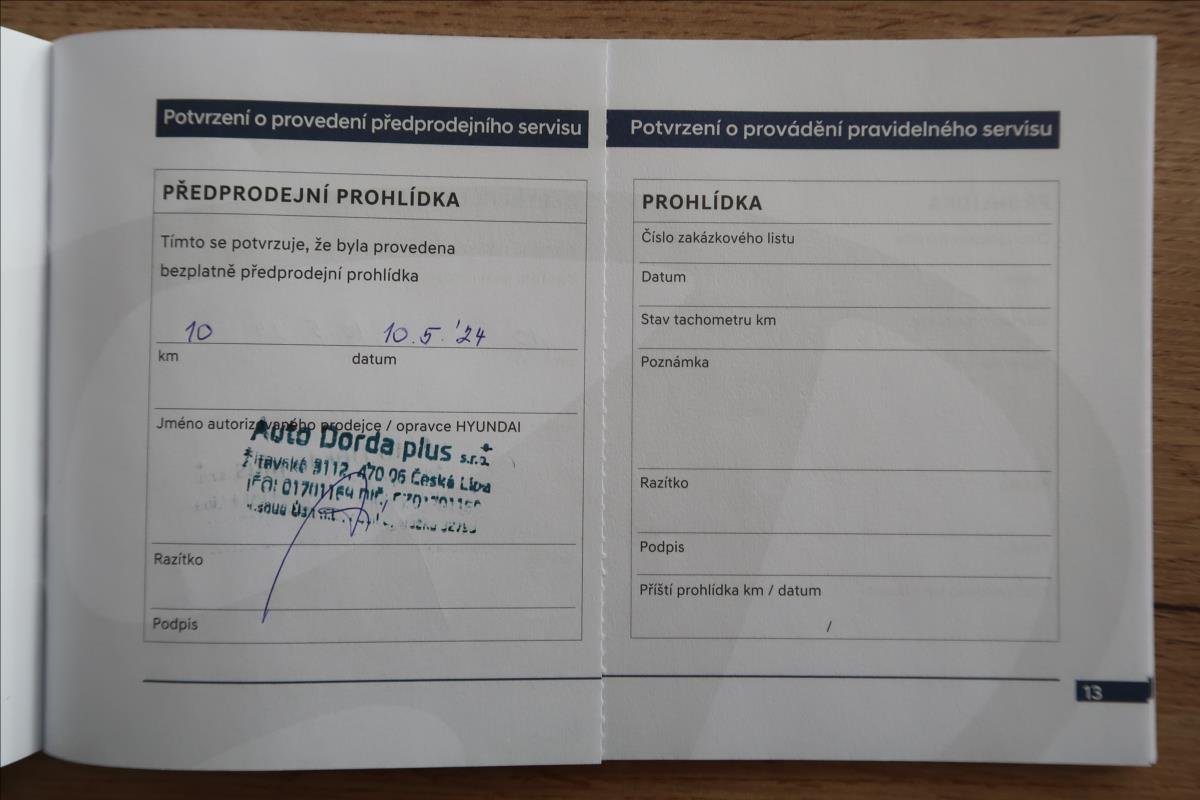 Potvrzení o provedení předprodejního servisu
PŘEDPRODEJNÍ PROHLÍDKA
Tímto se potvrzuje, že byla provedena
bezplatně předprodejní prohlídka
10 10.5.'24
km datum
Jméno autorizovaného prodejce / opravce HYUNDAI
Auto Dorda plus s.r.o.
3112, 470 06 Česká Lípa
IČO: 01701164
Razítko
Podpis
Potvrzení o provádění pravidelného servisu
PROHLÍDKA
Číslo zakázkového listu
Datum
Stav tachometru km
Poznámka
Razítko
Podpis
Příští prohlídka km / datum
/
13